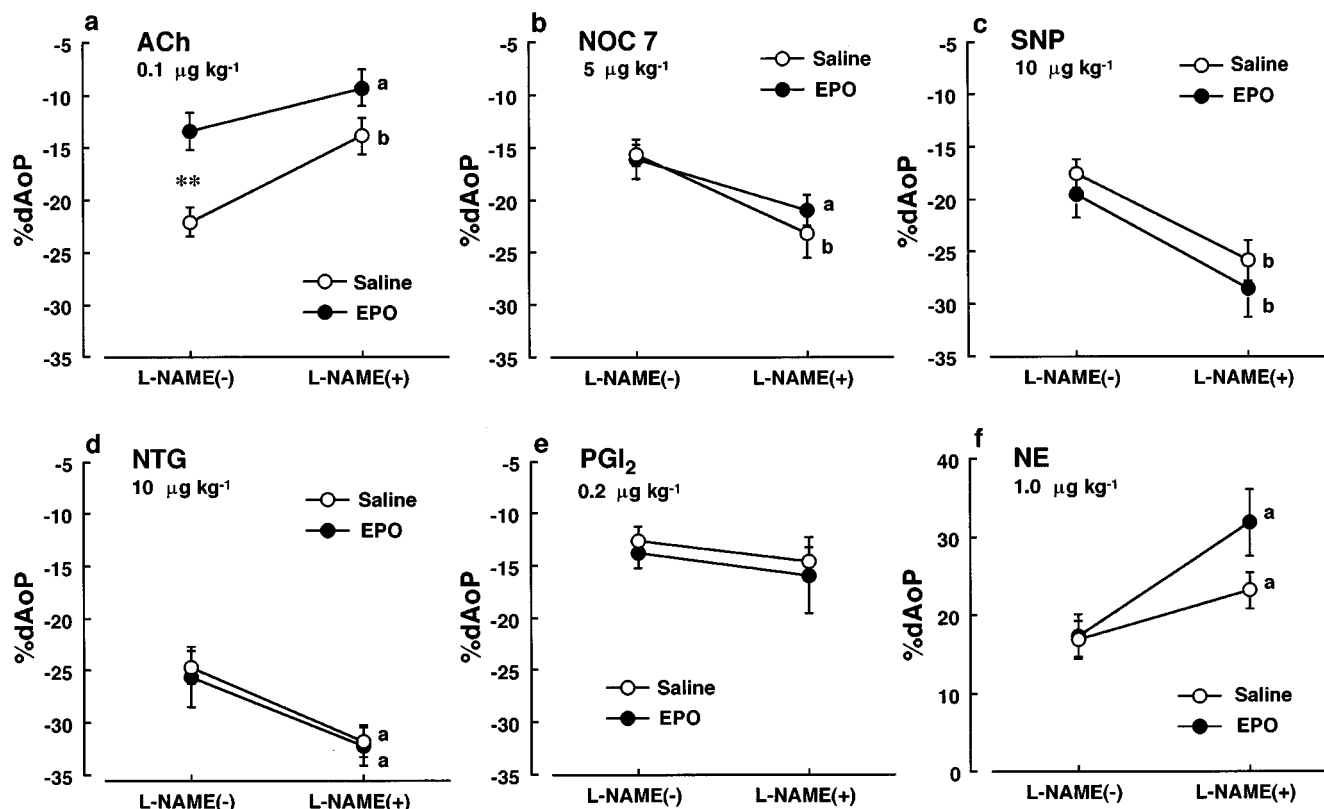 a
ACh
0.1 μg kg-1
-5
-10
-15
-20
-25
-30
-35
%dAoP
**
a
b
Saline
EPO
L-NAME(-) L-NAME(+)
b
NOC 7
5 μg kg-1
-5
-10
-15
-20
-25
-30
-35
%dAoP
Saline
EPO
a
b
L-NAME(-) L-NAME(+)
c
SNP
10 μg kg-1
-5
-10
-15
-20
-25
-30
-35
%dAoP
Saline
EPO
b
b
L-NAME(-) L-NAME(+)
d
NTG
10 μg kg-1
-5
-10
-15
-20
-25
-30
-35
%dAoP
Saline
EPO
a
a
L-NAME(-) L-NAME(+)
e
PGI2
0.2 μg kg-1
-5
-10
-15
-20
-25
-30
-35
%dAoP
Saline
EPO
L-NAME(-) L-NAME(+)
f
NE
1.0 μg kg-1
40
30
20
10
0
%dAoP
a
a
Saline
EPO
L-NAME(-) L-NAME(+)